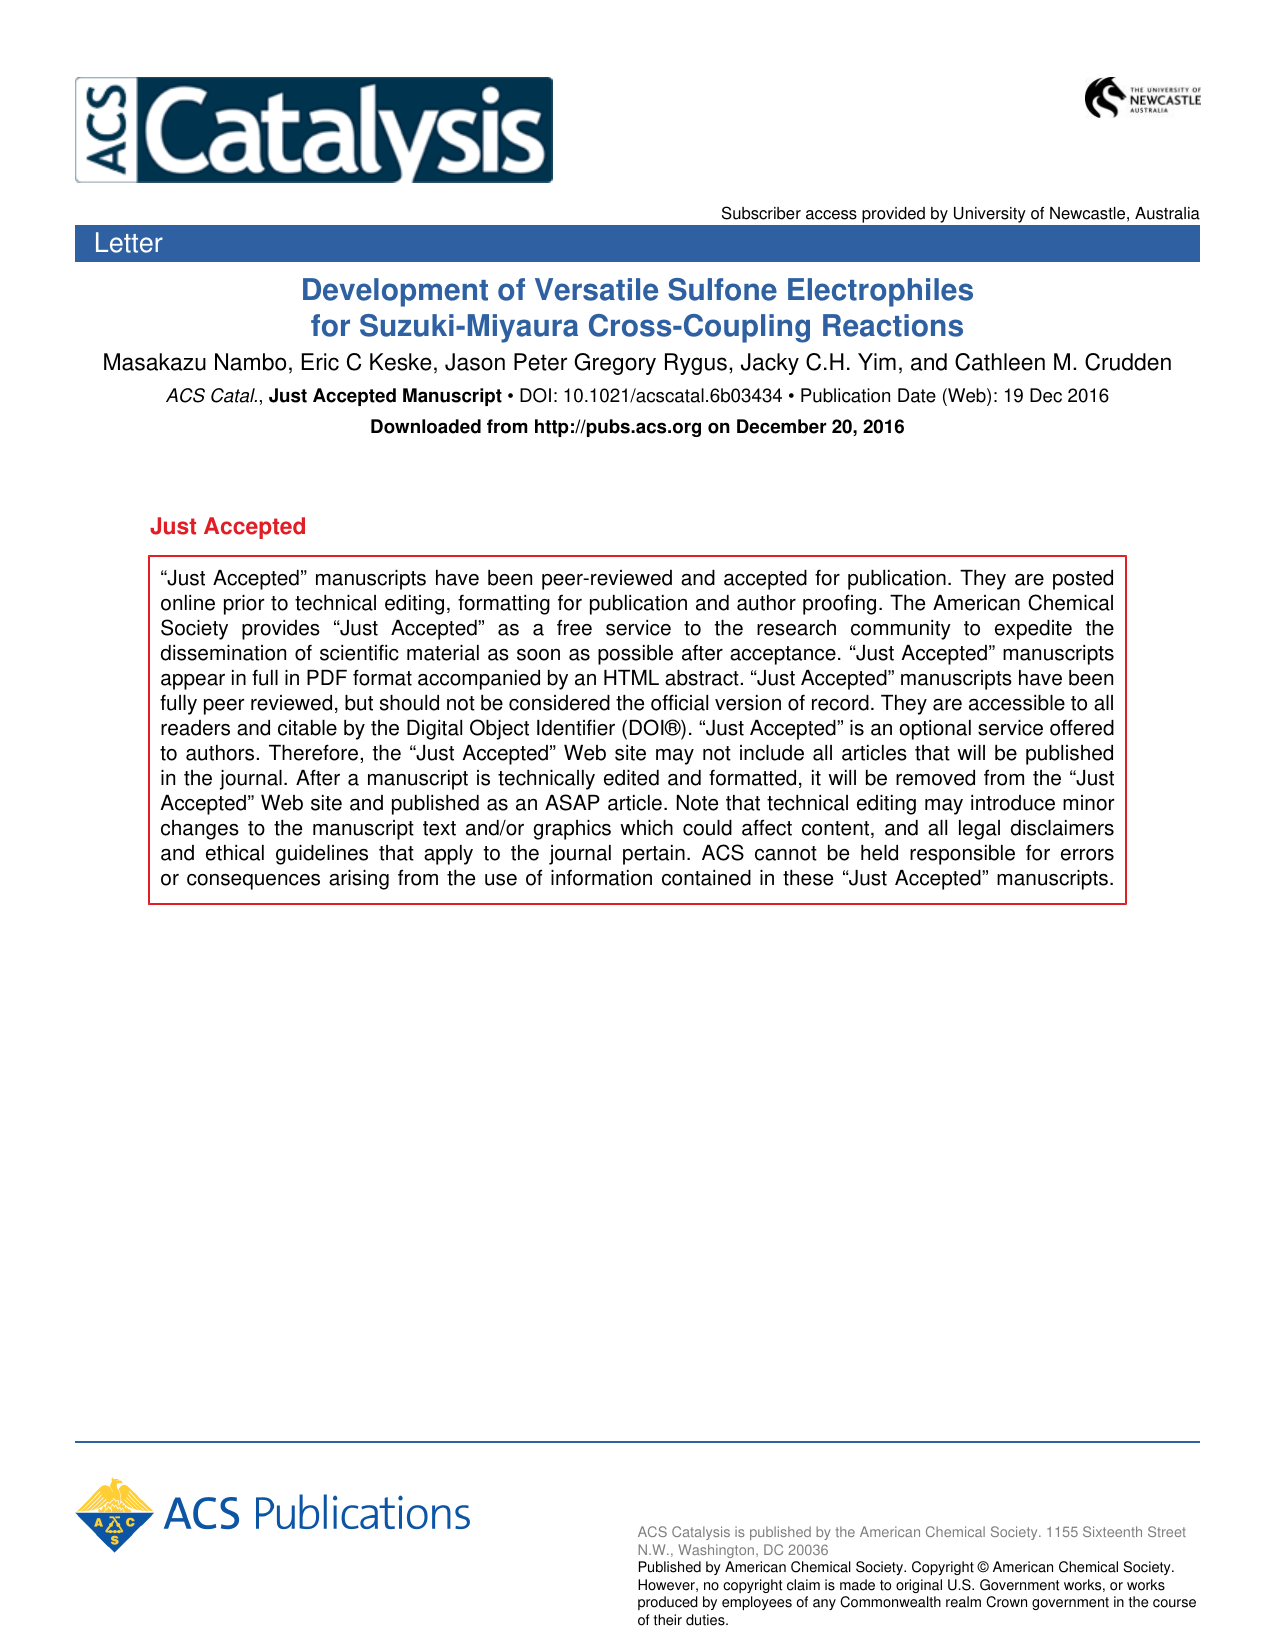 ACS Catalysis
THE UNIVERSITY OF
NEWCASTLE
AUSTRALIA
Subscriber access provided by University of Newcastle, Australia
Letter
Development of Versatile Sulfone Electrophiles
for Suzuki-Miyaura Cross-Coupling Reactions
Masakazu Nambo, Eric C Keske, Jason Peter Gregory Rygus, Jacky C.H. Yim, and Cathleen M. Crudden
ACS Catal., Just Accepted Manuscript • DOI: 10.1021/acscatal.6b03434 • Publication Date (Web): 19 Dec 2016
Downloaded from http://pubs.acs.org on December 20, 2016
Just Accepted
“Just Accepted” manuscripts have been peer-reviewed and accepted for publication. They are posted
online prior to technical editing, formatting for publication and author proofing. The American Chemical
Society provides “Just Accepted” as a free service to the research community to expedite the
dissemination of scientific material as soon as possible after acceptance. “Just Accepted” manuscripts
appear in full in PDF format accompanied by an HTML abstract. “Just Accepted” manuscripts have been
fully peer reviewed, but should not be considered the official version of record. They are accessible to all
readers and citable by the Digital Object Identifier (DOI®). “Just Accepted” is an optional service offered
to authors. Therefore, the “Just Accepted” Web site may not include all articles that will be published
in the journal. After a manuscript is technically edited and formatted, it will be removed from the “Just
Accepted” Web site and published as an ASAP article. Note that technical editing may introduce minor
changes to the manuscript text and/or graphics which could affect content, and all legal disclaimers
and ethical guidelines that apply to the journal pertain. ACS cannot be held responsible for errors
or consequences arising from the use of information contained in these “Just Accepted” manuscripts.
A C
S
ACS Publications
ACS Catalysis is published by the American Chemical Society. 1155 Sixteenth Street
N.W., Washington, DC 20036
Published by American Chemical Society. Copyright © American Chemical Society.
However, no copyright claim is made to original U.S. Government works, or works
produced by employees of any Commonwealth realm Crown government in the course
of their duties.